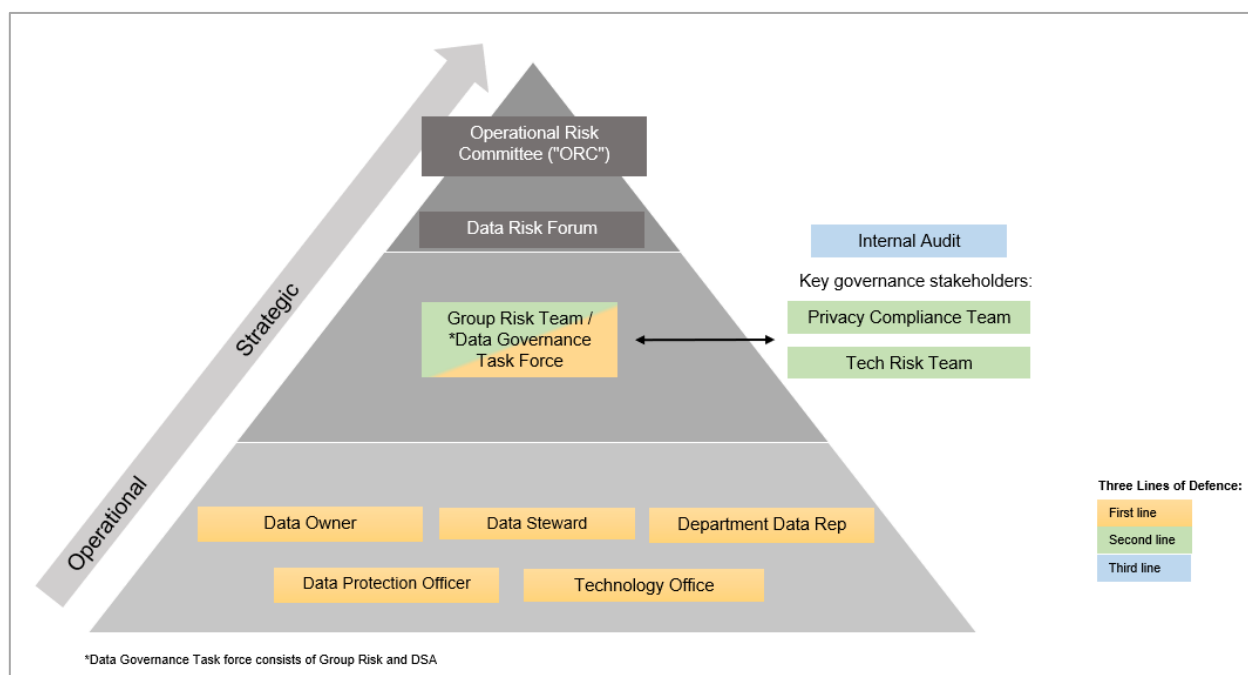 Operational Risk
Committee ("ORC")
Data Risk Forum
Internal Audit
Key governance stakeholders:
Group Risk Team /
*Data Governance
Task Force
Privacy Compliance Team
Tech Risk Team
Strategic
Operational
Three Lines of Defence:
First line
Second line
Third line
Data Owner
Data Steward
Department Data Rep
Data Protection Officer
Technology Office
*Data Governance Task force consists of Group Risk and DSA